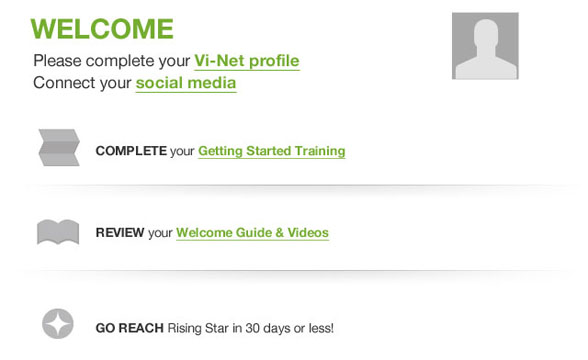 WELCOME
Please complete your Vi-Net profile
Connect your social media
COMPLETE your Getting Started Training
REVIEW your Welcome Guide & Videos
GO REACH Rising Star in 30 days or less!